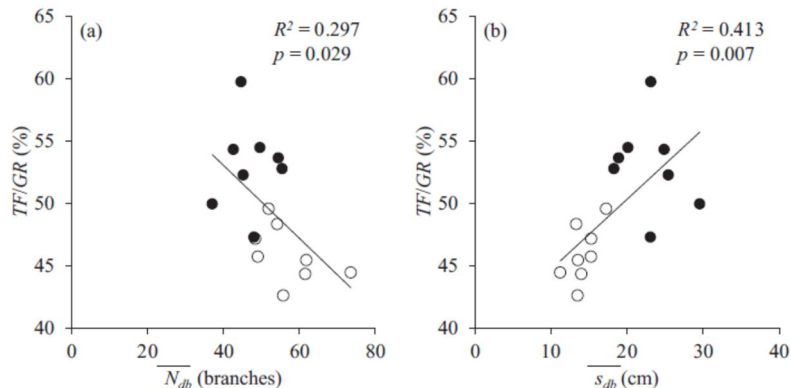 (a)
R² = 0.297
p = 0.029
65
60
55
50
45
40
TF/GR (%)
0
20
40
60
80
N_db (branches)
(b)
R² = 0.413
p = 0.007
65
60
55
50
45
40
TF/GR (%)
0
10
20
30
40
s_db (cm)